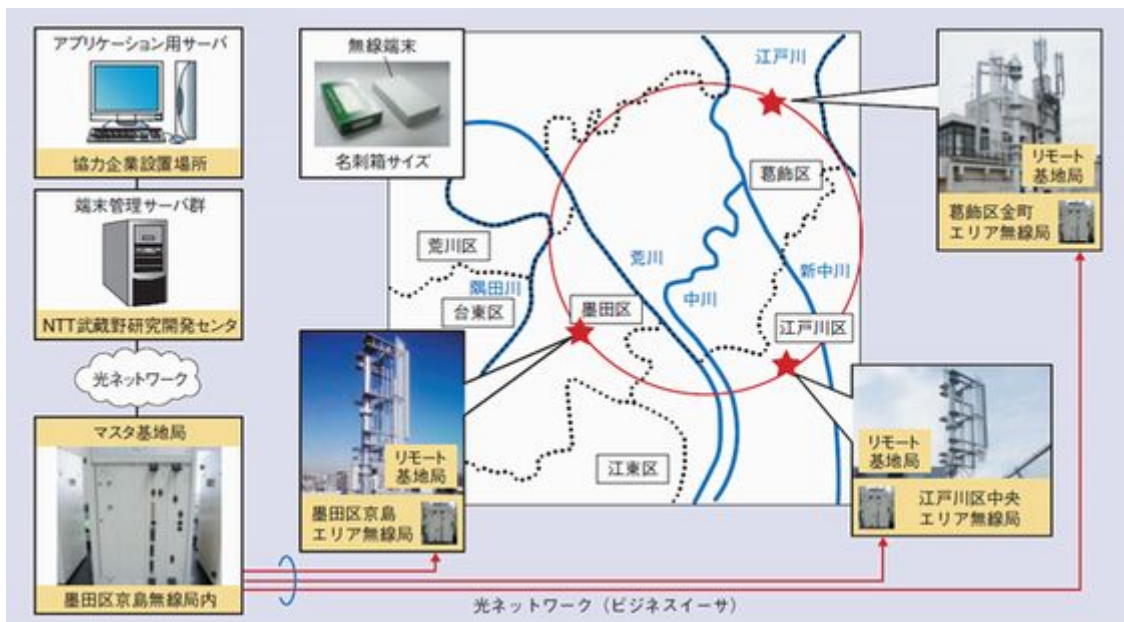 アプリケーション用サーバ
協力企業設置場所
端末管理サーバ群
NTT武蔵野研究開発センタ
光ネットワーク
マスタ基地局
墨田区京島無線局内
無線端末
名刺箱サイズ
江戸川
葛飾区
荒川区
荒川
新中川
隅田川
中川
台東区
墨田区
江戸川区
江東区
リモート
基地局
葛飾区金町
エリア無線局
リモート
基地局
墨田区京島
エリア無線局
リモート
基地局
江戸川区中央
エリア無線局
光ネットワーク（ビジネスイーサ）